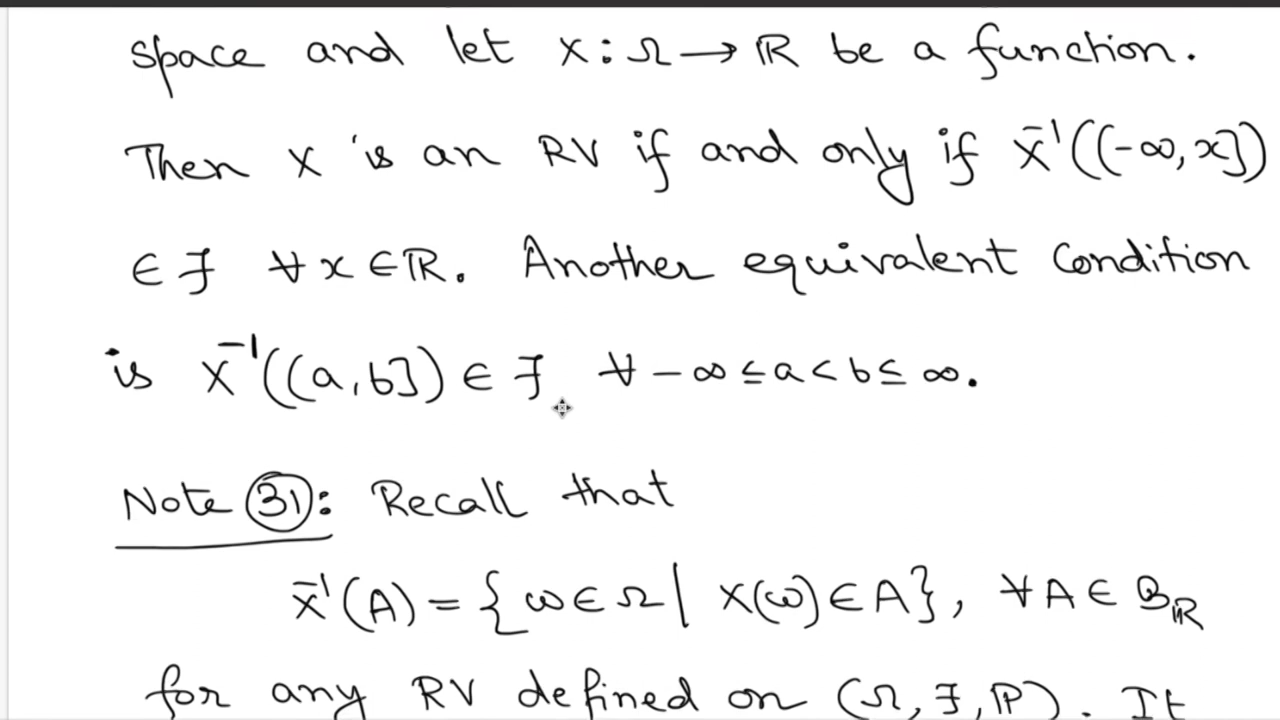 space and let X : Ω → ℝ be a function.
Then X is an RV if and only if X⁻¹((-∞, x])
∈ ℱ ∀ x ∈ ℝ. Another equivalent condition
is X⁻¹((a, b]) ∈ ℱ ∀ -∞ ≤ a < b ≤ ∞.
Note 31: Recall that
X⁻¹(A) = {ω ∈ Ω | X(ω) ∈ A}, ∀ A ∈ B_ℝ
for any RV defined on (Ω, ℱ, ℙ). It